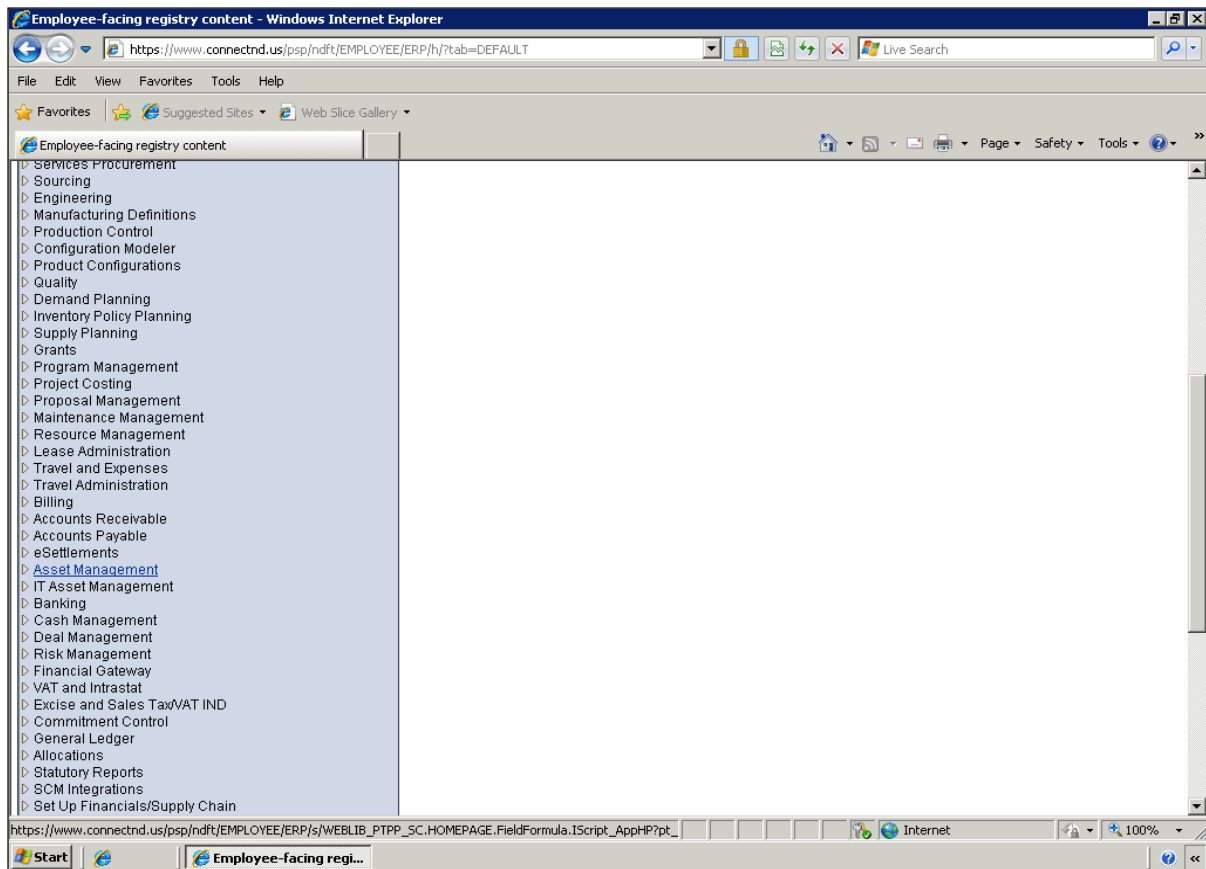 Employee-facing registry content - Windows Internet Explorer
https://www.connectnd.us/psp/ndft/EMPLOYEE/ERP/h/?tab=DEFAULT
Live Search
File Edit View Favorites Tools Help
Favorites Suggested Sites Web Slice Gallery
Employee-facing registry content
Page Safety Tools »
Services Procurement
Sourcing
Engineering
Manufacturing Definitions
Production Control
Configuration Modeler
Product Configurations
Quality
Demand Planning
Inventory Policy Planning
Supply Planning
Grants
Program Management
Project Costing
Proposal Management
Maintenance Management
Resource Management
Lease Administration
Travel and Expenses
Travel Administration
Billing
Accounts Receivable
Accounts Payable
eSettlements
Asset Management
IT Asset Management
Banking
Cash Management
Deal Management
Risk Management
Financial Gateway
VAT and Intrastat
Excise and Sales Tax/VAT IND
Commitment Control
General Ledger
Allocations
Statutory Reports
SCM Integrations
Set Up Financials/Supply Chain
https://www.connectnd.us/psp/ndft/EMPLOYEE/ERP/s/WEBLIB_PTPP_SC.HOMEPAGE.FieldFormula.IScript_AppHP?pt_ Internet 100%
Start Employee-facing regi... «